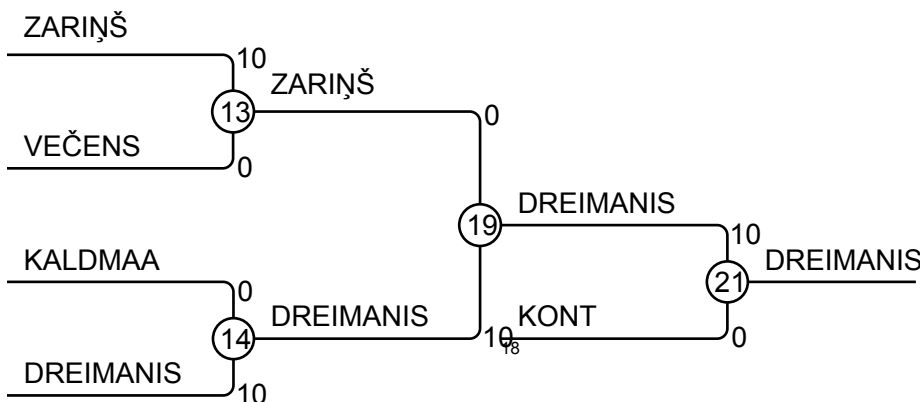 ZARIŅŠ
10
13
ZARIŅŠ
VEČENS
0
0
19
DREIMANIS
KALDMAA
0
14
DREIMANIS
10
18
KONT
DREIMANIS
10
10
21
DREIMANIS
0